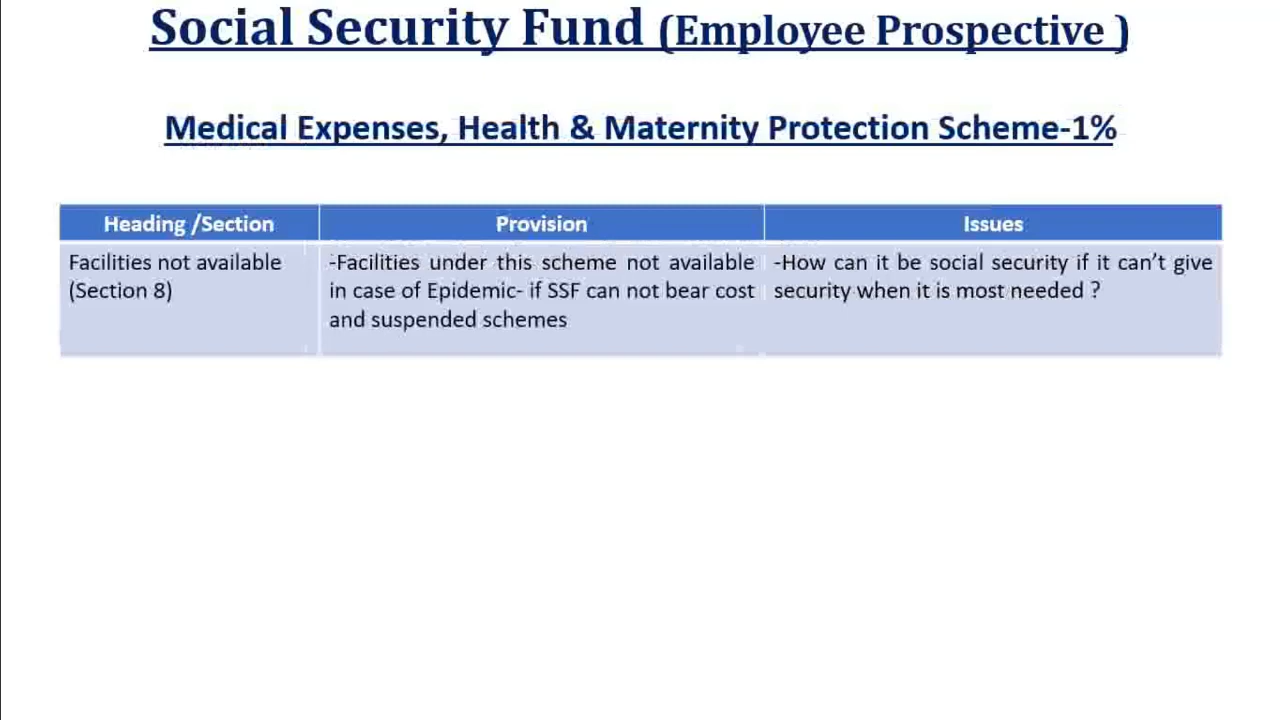 Social Security Fund (Employee Prospective )
Medical Expenses, Health & Maternity Protection Scheme-1%
Heading /Section
Provision
Issues
Facilities not available
(Section 8)
-Facilities under this scheme not available
in case of Epidemic- if SSF can not bear cost
and suspended schemes
-How can it be social security if it can’t give
security when it is most needed ?